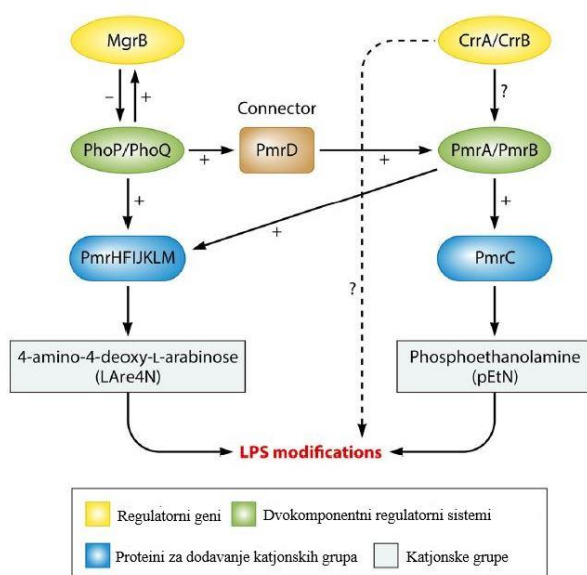 MgrB
CrrA/CrrB
–
+
?
Connector
PhoP/PhoQ
+
PmrD
+
PmrA/PmrB
+
+
+
PmrHFIJKLM
PmrC
?
4-amino-4-deoxy-L-arabinose
(LAre4N)
Phosphoethanolamine
(pEtN)
LPS modifications
Regulatorni geni
Dvokomponentni regulatorni sistemi
Proteini za dodavanje katjonskih grupa
Katjonske grupe